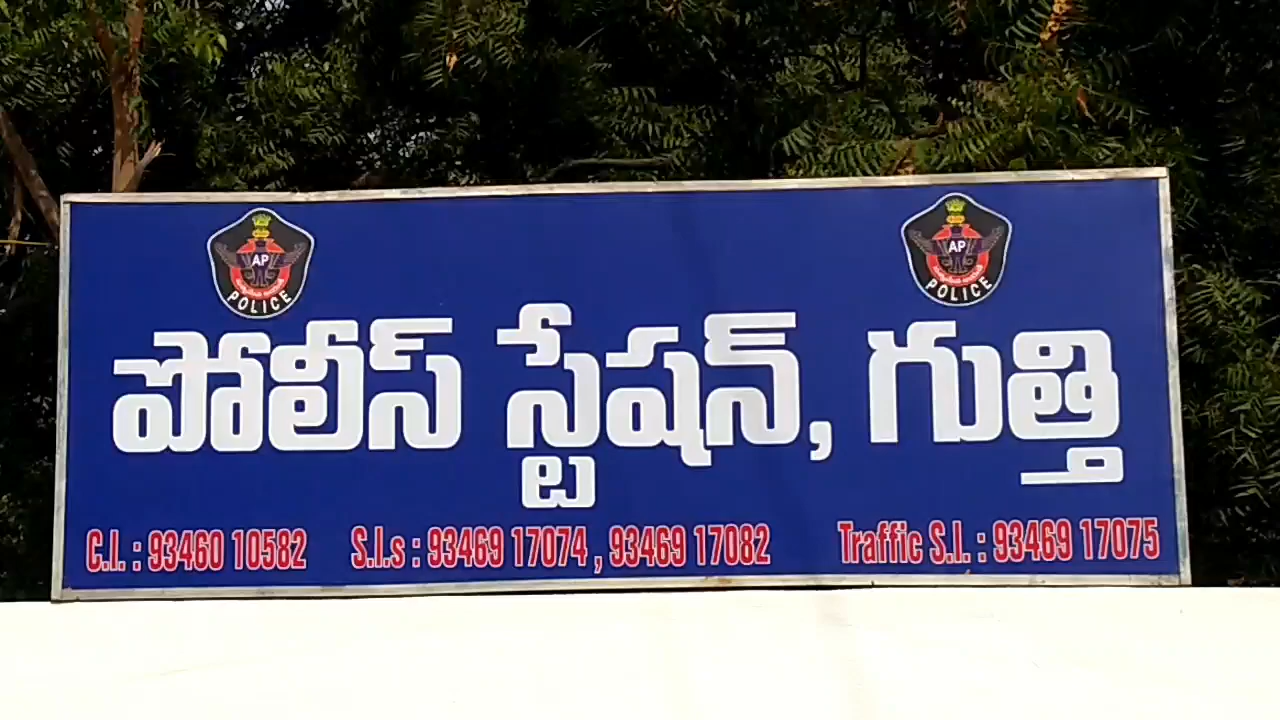 AP POLICE AP POLICE
పోలీస్ స్టేషన్, గుత్తి
C.I. : 93460 10582 S.I.s : 93469 17074 , 93469 17082 Traffic S.I. : 93469 17075